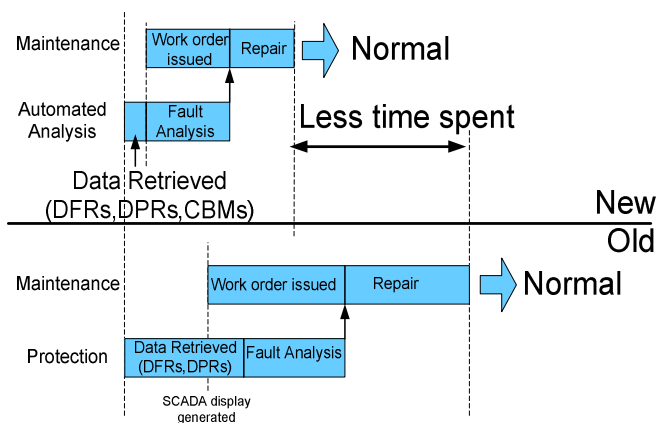 Maintenance
Work order
issued
Repair
Normal
Automated
Analysis
Fault
Analysis
Less time spent
Data Retrieved
(DFRs,DPRs,CBMs)
New
Old
Maintenance
Work order issued
Repair
Normal
Protection
Data Retrieved
(DFRs,DPRs)
Fault Analysis
SCADA display
generated